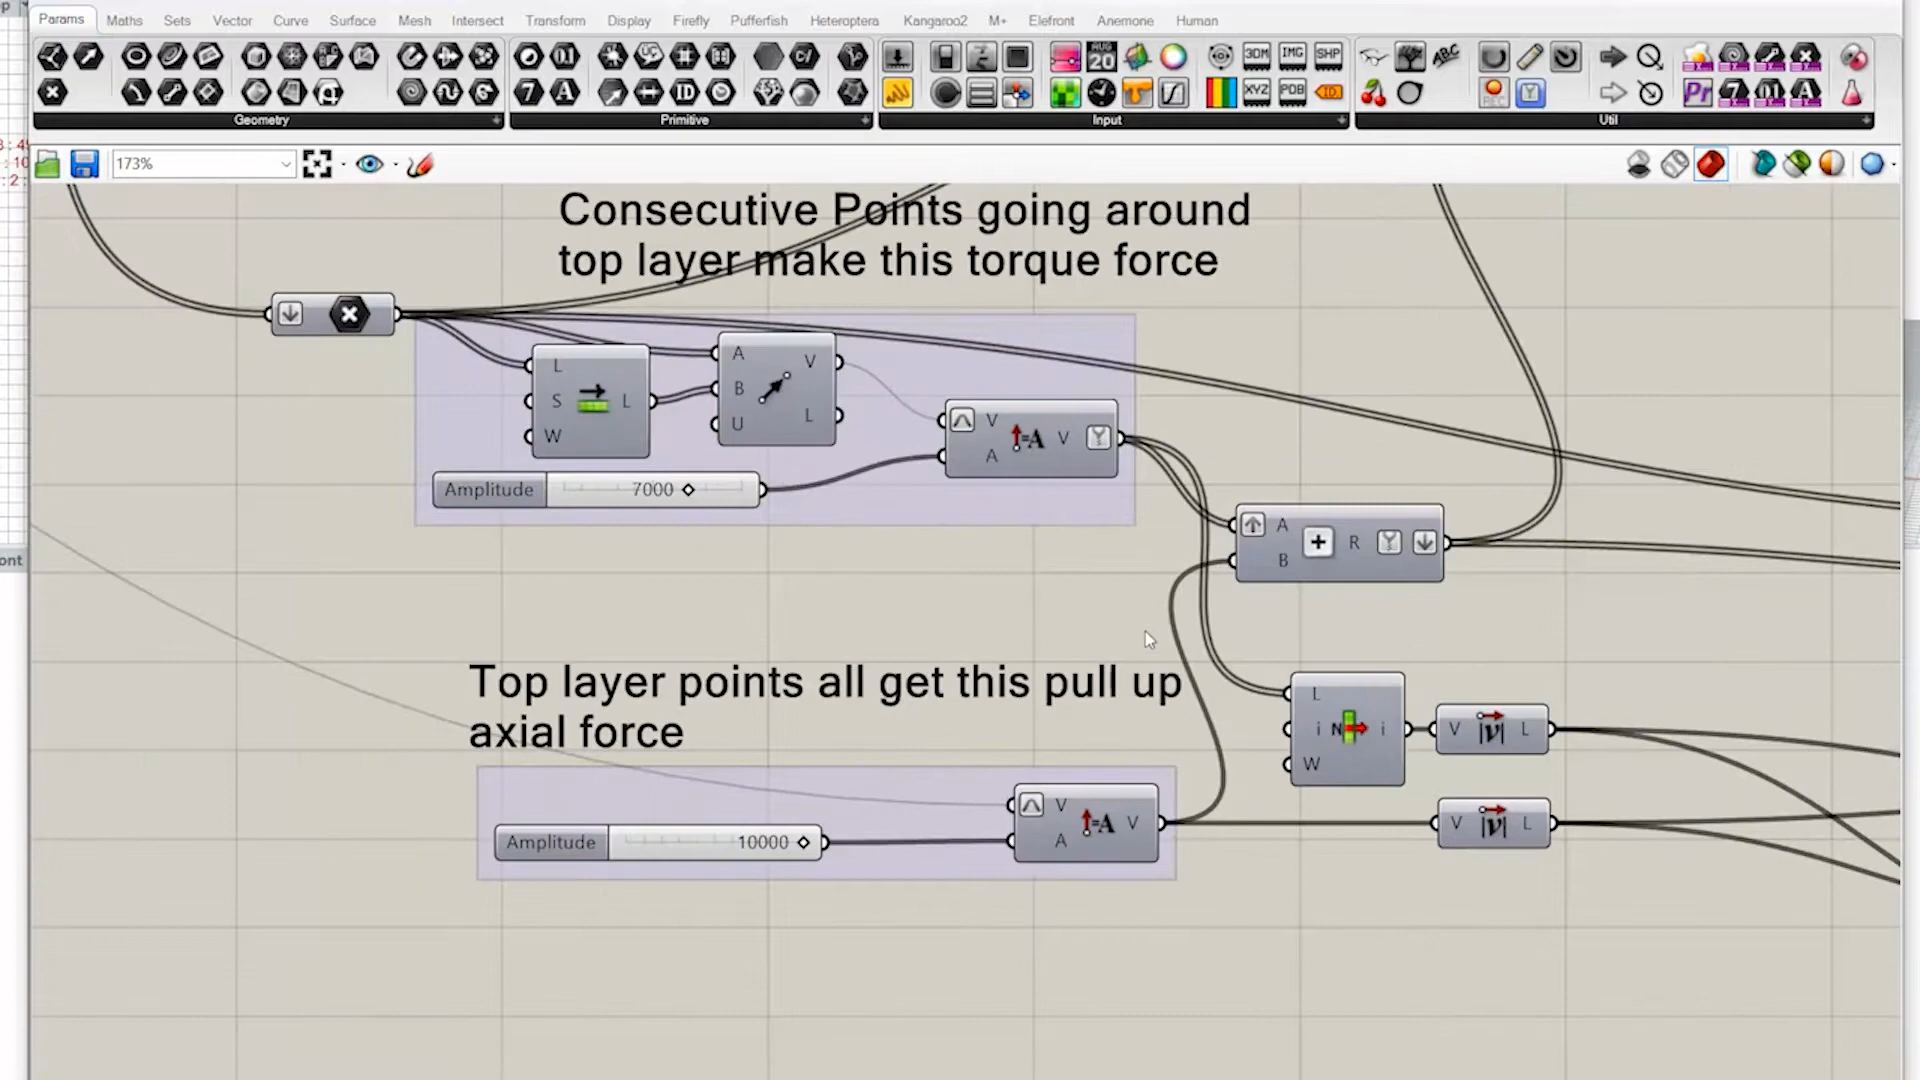 Params Maths Sets Vector Curve Surface Mesh Intersect Transform Display Firefly Pufferfish Heteroptera Kangaroo2 M+ Elefront Anemone Human
Geometry Primitive Input Util
173%
Consecutive Points going around
top layer make this torque force
L
S L
W
A V
B
U L
Amplitude 7000
V
A =A V
A
B + R
Top layer points all get this pull up
axial force
L
i N i
W
V |v| L
V |v| L
Amplitude 10000
V
A =A V
ont